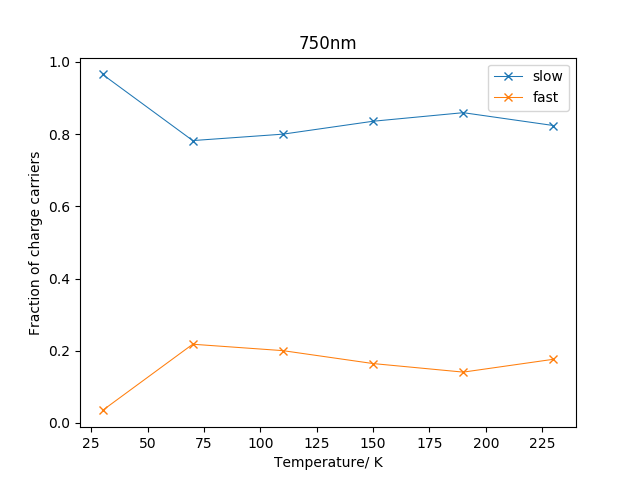 750nm
slow
fast
Fraction of charge carriers
1.0
0.8
0.6
0.4
0.2
0.0
25 50 75 100 125 150 175 200 225
Temperature/ K